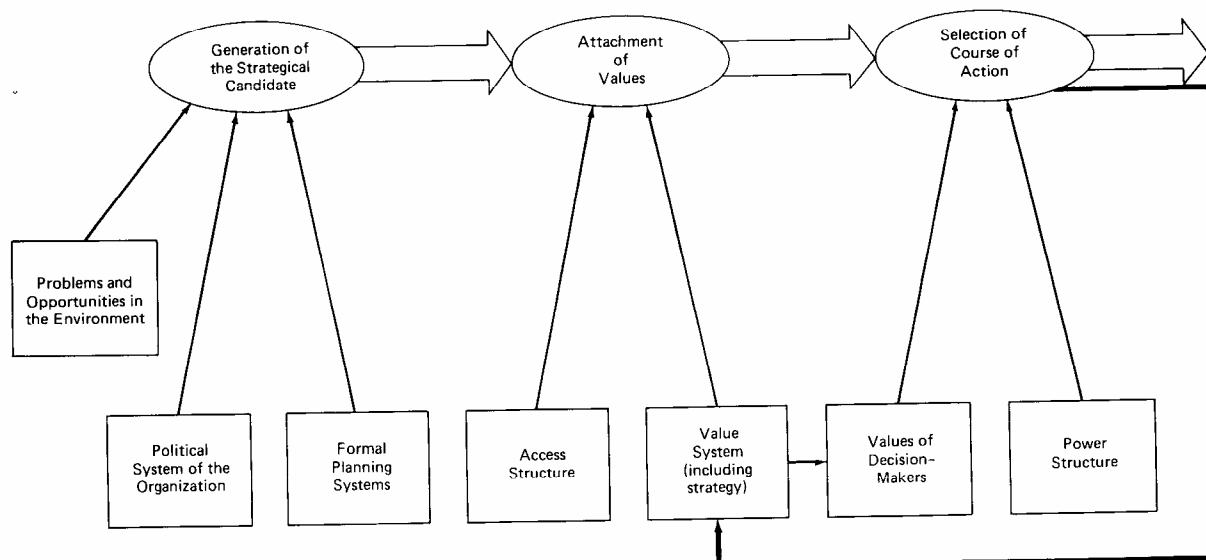 Generation of
the Strategical
Candidate
Attachment
of
Values
Selection of
Course of
Action
Problems and
Opportunities in
the Environment
Political
System of the
Organization
Formal
Planning
Systems
Access
Structure
Value
System
(including
strategy)
Values of
Decision-
Makers
Power
Structure